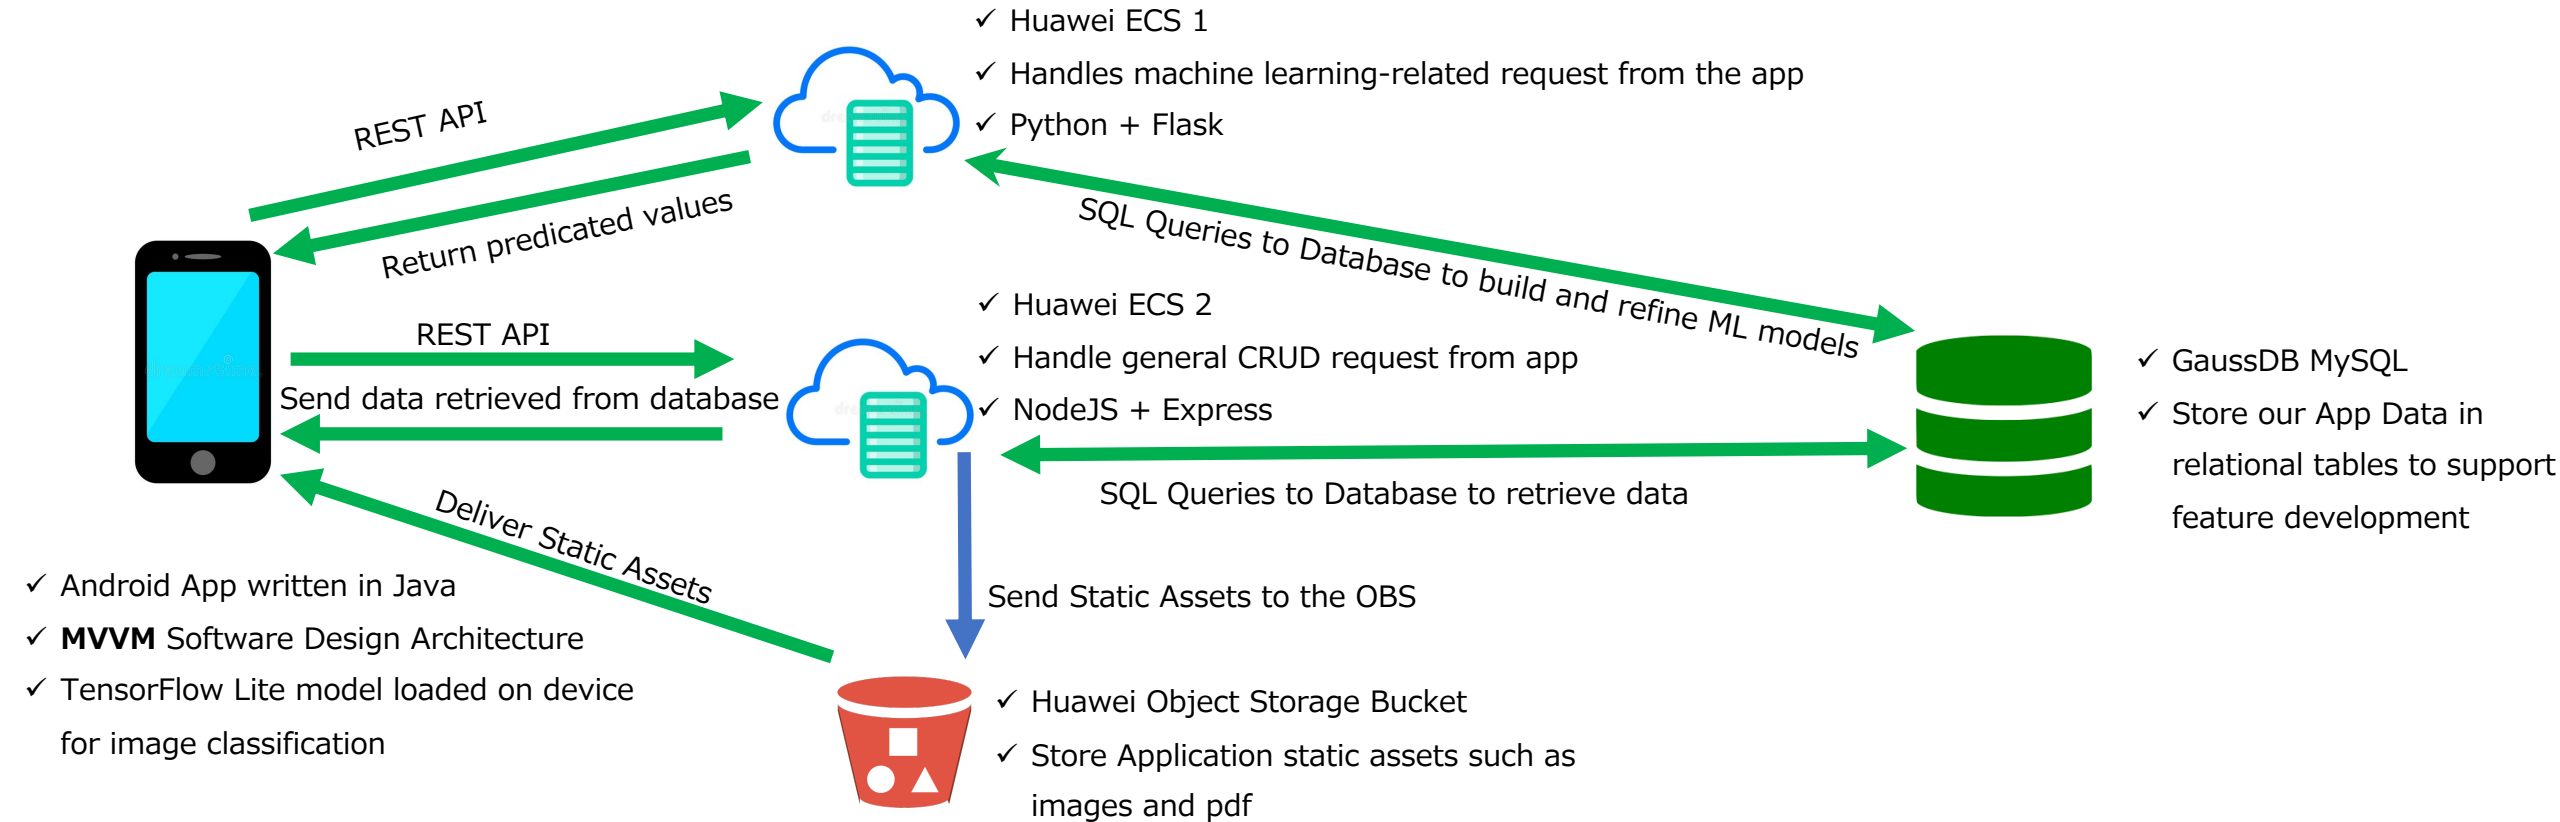 ✓ Huawei ECS 1
✓ Handles machine learning-related request from the app
✓ Python + Flask
REST API
Return predicated values
SQL Queries to Database to build and refine ML models
✓ Huawei ECS 2
✓ Handle general CRUD request from app
✓ NodeJS + Express
REST API
Send data retrieved from database
SQL Queries to Database to retrieve data
✓ GaussDB MySQL
✓ Store our App Data in
relational tables to support
feature development
Deliver Static Assets
Send Static Assets to the OBS
✓ Android App written in Java
✓ MVVM Software Design Architecture
✓ TensorFlow Lite model loaded on device
for image classification
✓ Huawei Object Storage Bucket
✓ Store Application static assets such as
images and pdf